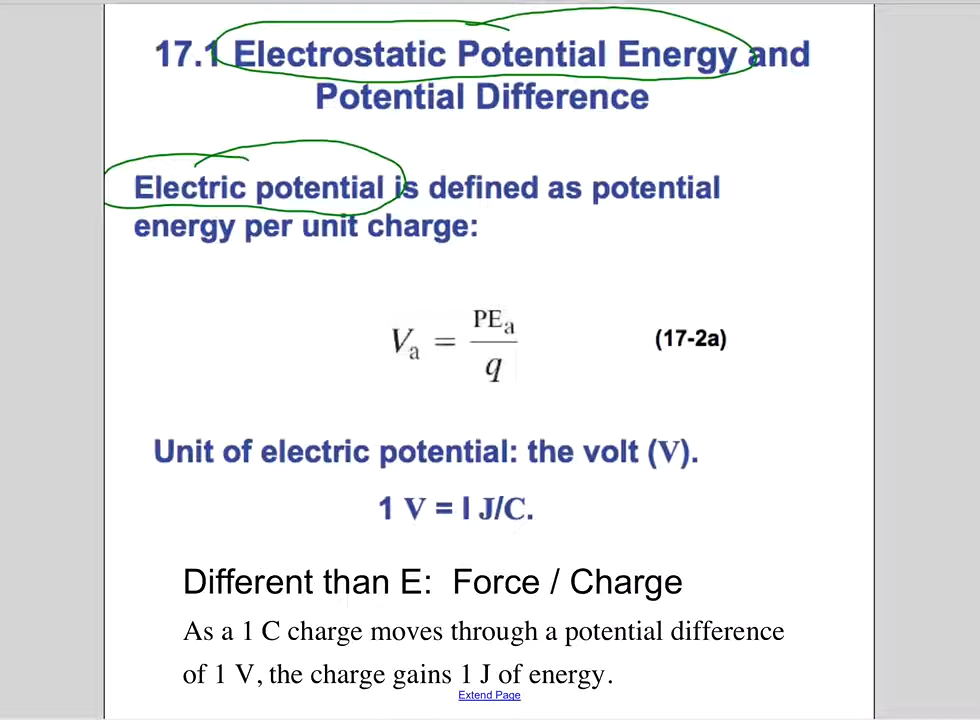 17.1 Electrostatic Potential Energy and
Potential Difference
Electric potential is defined as potential
energy per unit charge:
Va = PEa / q (17-2a)
Unit of electric potential: the volt (V).
1 V = I J/C.
Different than E: Force / Charge
As a 1 C charge moves through a potential difference
of 1 V, the charge gains 1 J of energy.
Extend Page